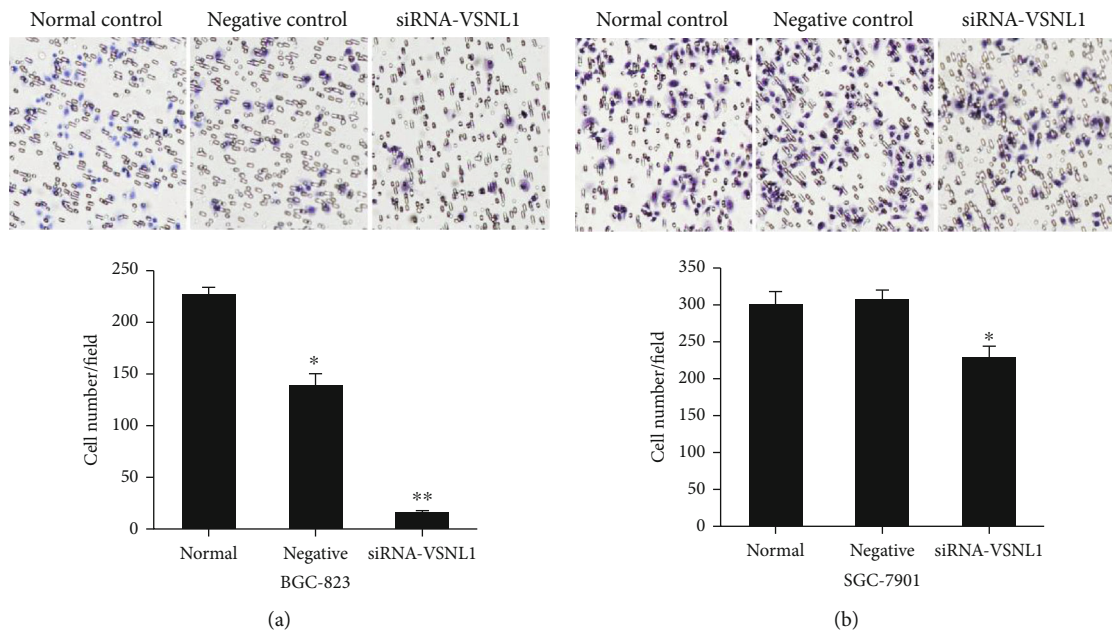 Normal control Negative control siRNA-VSNL1
Cell number/field
250
200
150
100
50
0
*
**
Normal Negative siRNA-VSNL1
BGC-823
(a)
Normal control Negative control siRNA-VSNL1
Cell number/field
350
300
250
200
150
100
50
0
*
Normal Negative siRNA-VSNL1
SGC-7901
(b)